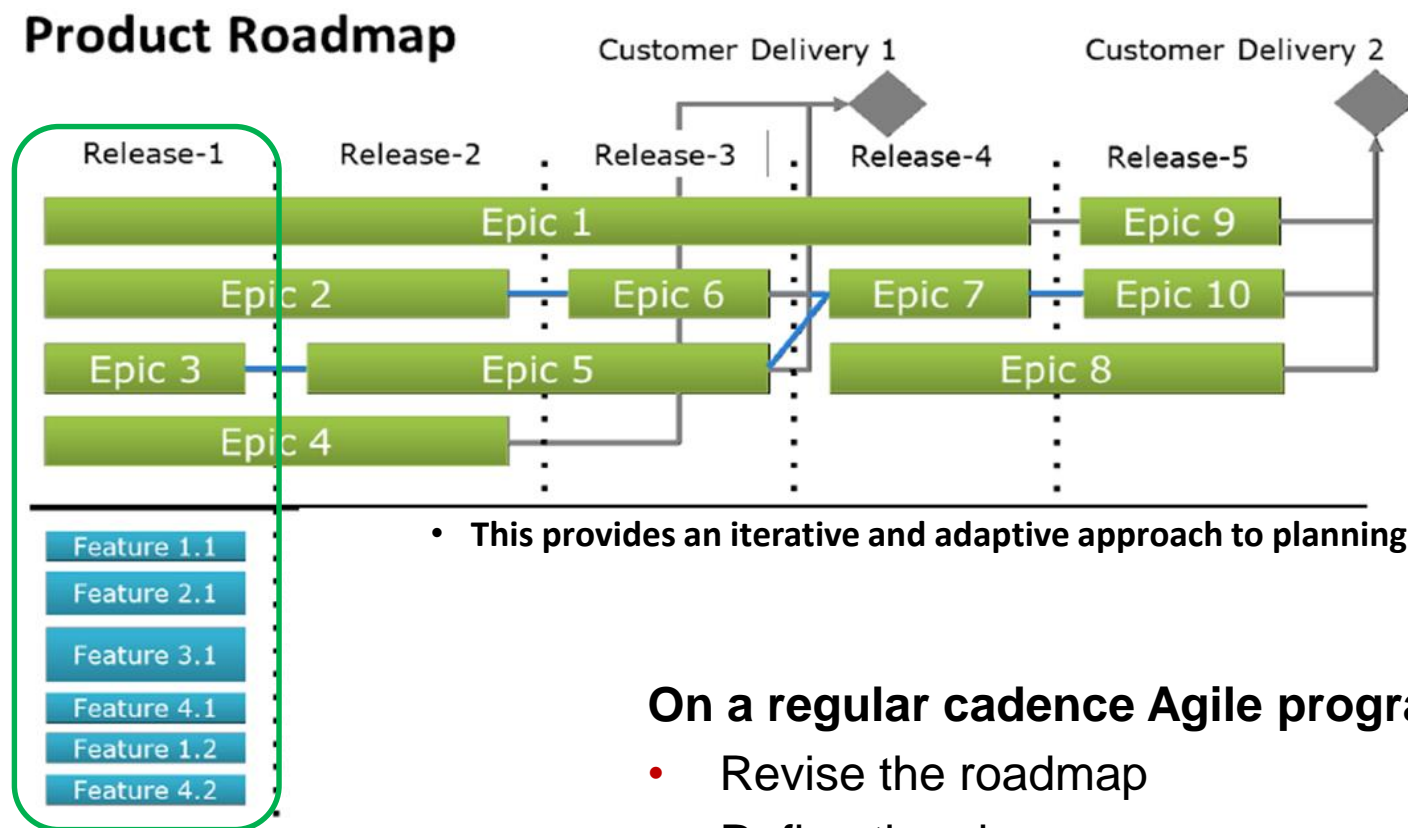 Product Roadmap
Customer Delivery 1
Customer Delivery 2
Release-1
Release-2
Release-3
Release-4
Release-5
Epic 1
Epic 9
Epic 2
Epic 6
Epic 7
Epic 10
Epic 3
Epic 5
Epic 8
Epic 4
Feature 1.1
• This provides an iterative and adaptive approach to planning
Feature 2.1
Feature 3.1
Feature 4.1
Feature 1.2
Feature 4.2
On a regular cadence Agile progra
• Revise the roadmap